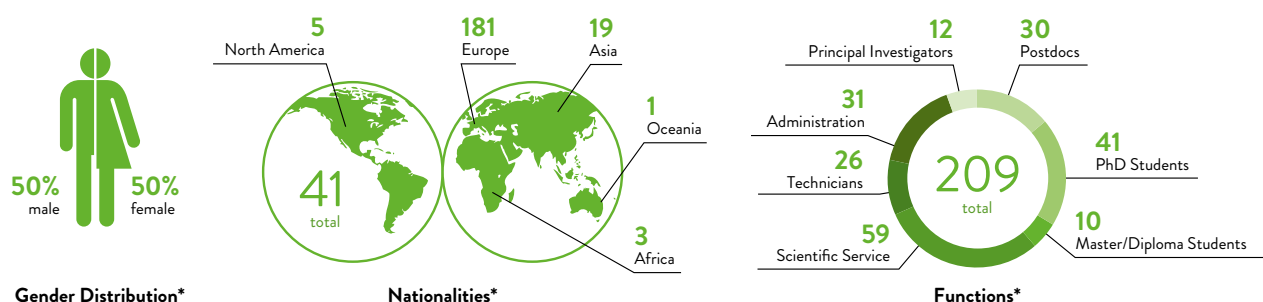 50%
male
50%
female
Gender Distribution*
5
North America
181
Europe
19
Asia
1
Oceania
3
Africa
41
total
Nationalities*
12
Principal Investigators
30
Postdocs
31
Administration
41
PhD Students
26
Technicians
209
total
10
Master/Diploma Students
59
Scientific Service
Functions*